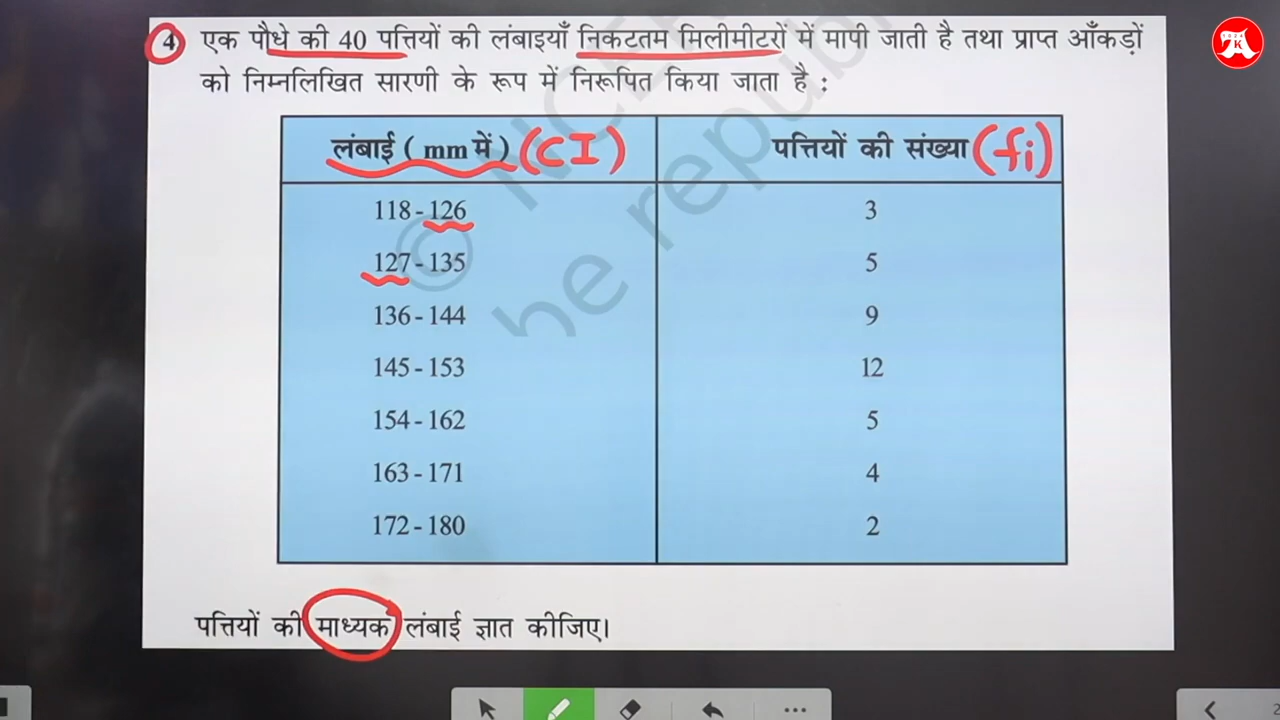 4 एक पौधे की 40 पत्तियों की लंबाइयाँ निकटतम मिलीमीटरों में मापी जाती है तथा प्राप्त आँकड़ों
को निम्नलिखित सारणी के रूप में निरूपित किया जाता है :
लंबाई ( mm में ) (CI) पत्तियों की संख्या (fi)
118 - 126 3
127 - 135 5
136 - 144 9
145 - 153 12
154 - 162 5
163 - 171 4
172 - 180 2
पत्तियों की माध्यक लंबाई ज्ञात कीजिए।